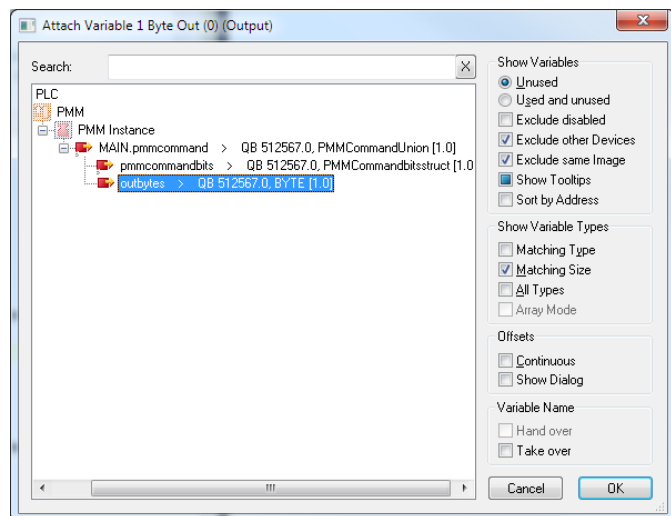 Attach Variable 1 Byte Out (0) (Output)
Search:
X
PLC
PMM
PMM Instance
MAIN.pmmcommand > QB 512567.0, PMMCommandUnion [1.0]
pmmcommandbits > QB 512567.0, PMMCommandbitsstruct [1.0
outbytes > QB 512567.0, BYTE [1.0]
Show Variables
Unused
Used and unused
Exclude disabled
Exclude other Devices
Exclude same Image
Show Tooltips
Sort by Address
Show Variable Types
Matching Type
Matching Size
All Types
Array Mode
Offsets
Continuous
Show Dialog
Variable Name
Hand over
Take over
Cancel
OK